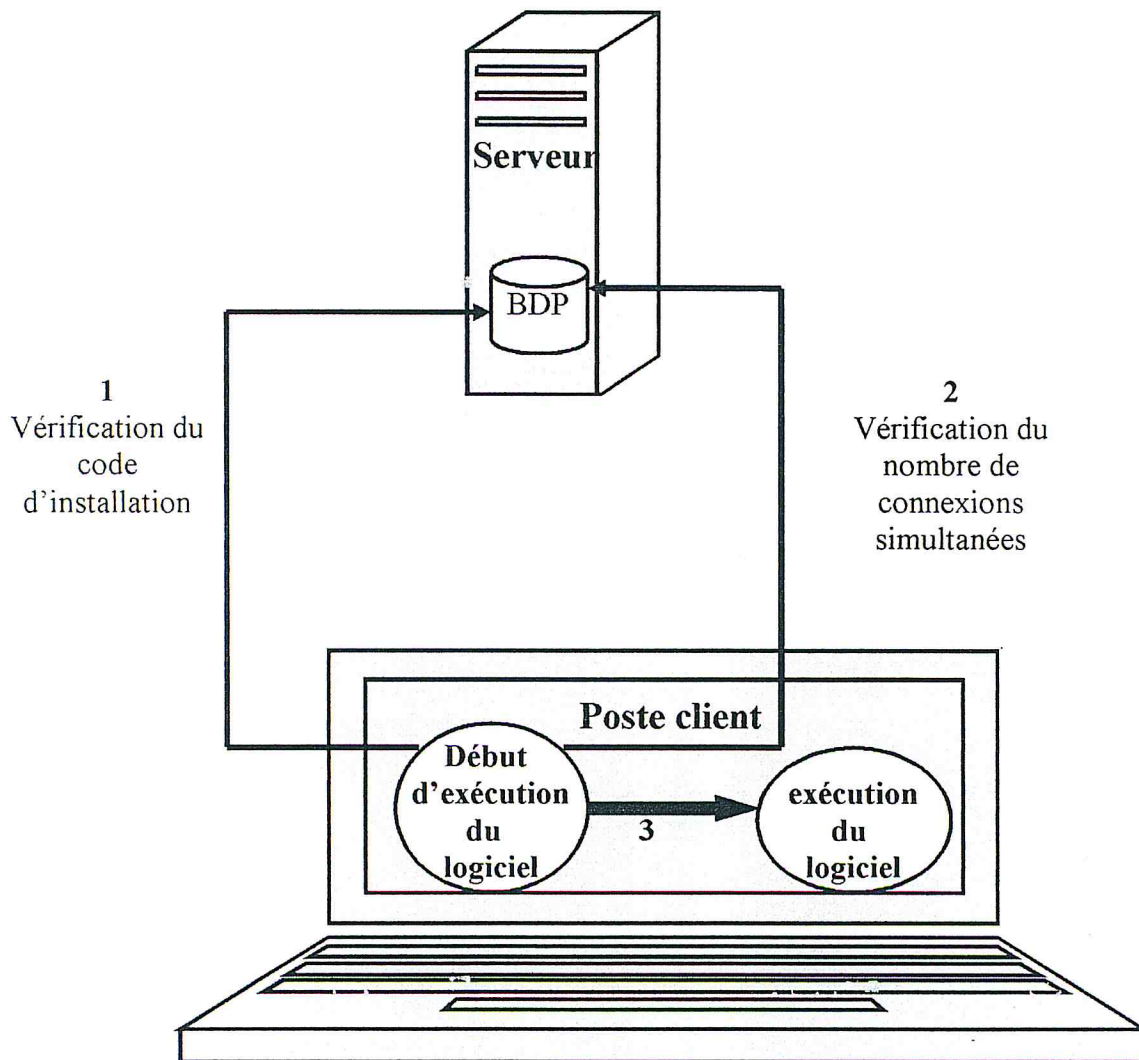 Serveur
BDP
1
Vérification du
code
d'installation
2
Vérification du
nombre de
connexions
simultanées
Poste client
Début
d'exécution
du
logiciel
3
exécution
du
logiciel